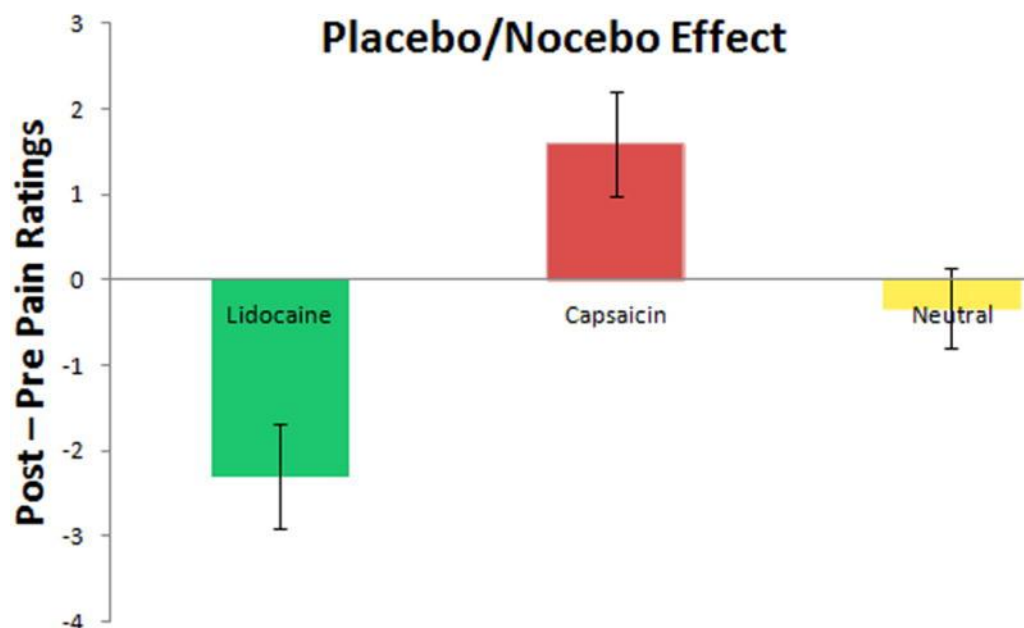 Placebo/Nocebo Effect
Post – Pre Pain Ratings
3
2
1
0
-1
-2
-3
-4
Lidocaine
Capsaicin
Neutral